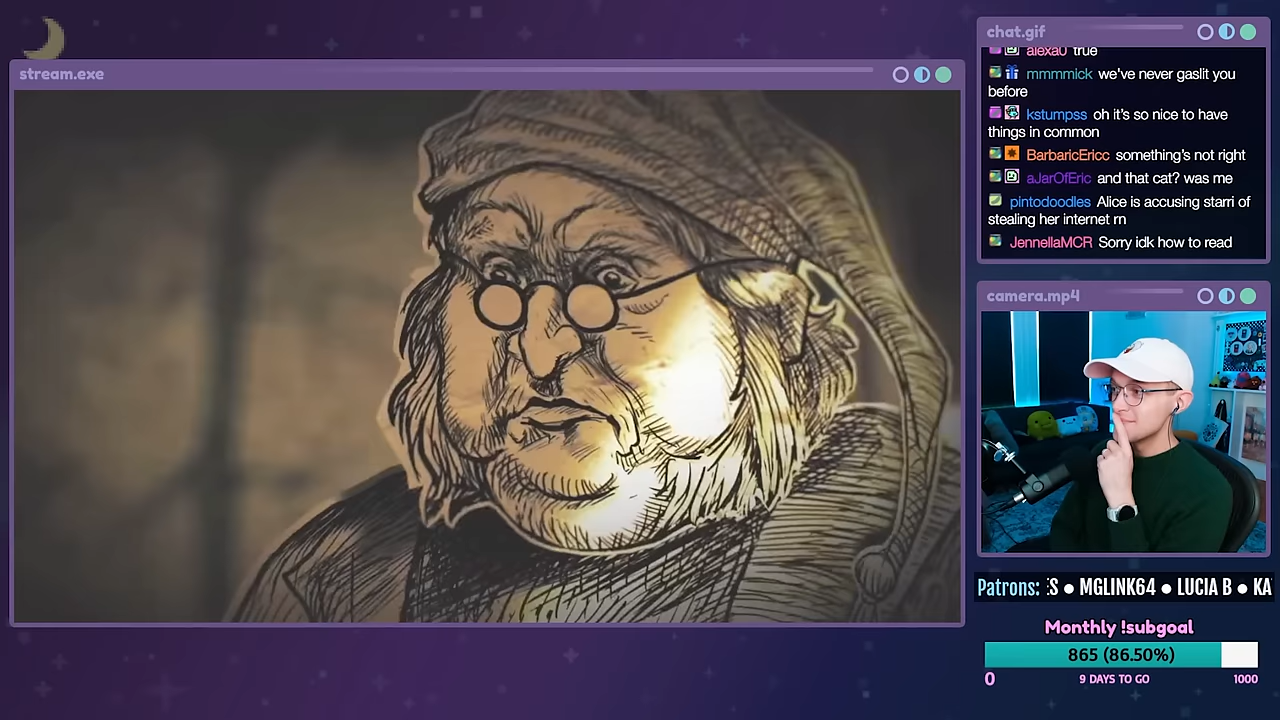 stream.exe
chat.gif
alexa0 true
mmmmick we've never gaslit you
before
kstumpss oh it's so nice to have
things in common
BarbaricEricc something's not right
aJarOfEric and that cat? was me
pintodoodles Alice is accusing starri of
stealing her internet rn
JennellaMCR Sorry idk how to read
camera.mp4
Patrons: S • MGLINK64 • LUCIA B • KA
Monthly !subgoal
865 (86.50%)
0 9 DAYS TO GO 1000